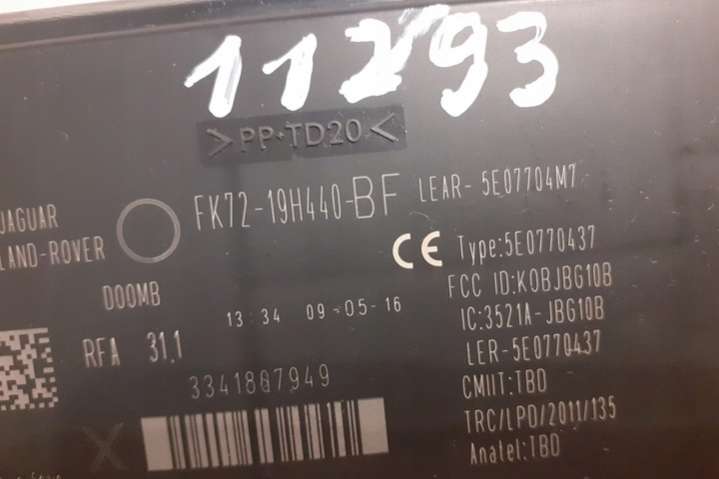 11293
>PP+TD20<
JAGUAR
LAND-ROVER
FK72-19H440-BF
LEAR- 5E07704M7
CE
Type:5E0770437
FCC ID:KOBJBG10B
IC:3521A-JBG10B
LER-5E0770437
CMIIT:TBD
TRC/LPD/2011/135
Anatel:TBD
D00MB
13:34 09-05-16
RFA 31.1
3341807949
X